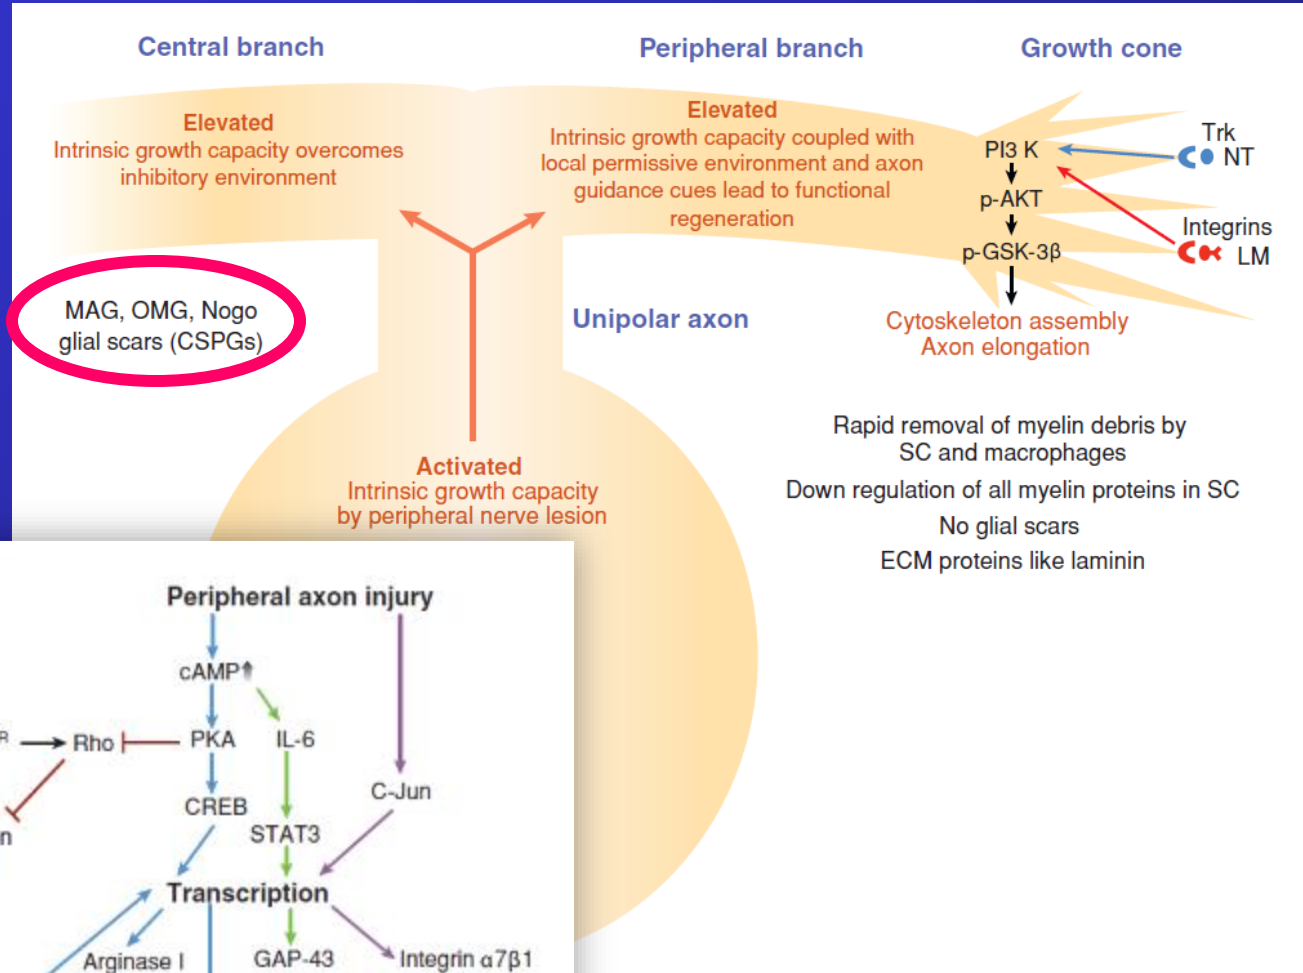 Central branch
Peripheral branch
Growth cone
Elevated
Intrinsic growth capacity overcomes
inhibitory environment
Elevated
Intrinsic growth capacity coupled with
local permissive environment and axon
guidance cues lead to functional
regeneration
PI3 K
p-AKT
p-GSK-3β
Trk
NT
Integrins
LM
Cytoskeleton assembly
Axon elongation
MAG, OMG, Nogo
glial scars (CSPGs)
Unipolar axon
Activated
Intrinsic growth capacity
by peripheral nerve lesion
Rapid removal of myelin debris by
SC and macrophages
Down regulation of all myelin proteins in SC
No glial scars
ECM proteins like laminin
Peripheral axon injury
cAMP
R
Rho
PKA
IL-6
CREB
C-Jun
n
STAT3
Transcription
Arginase I
GAP-43
Integrin α7β1